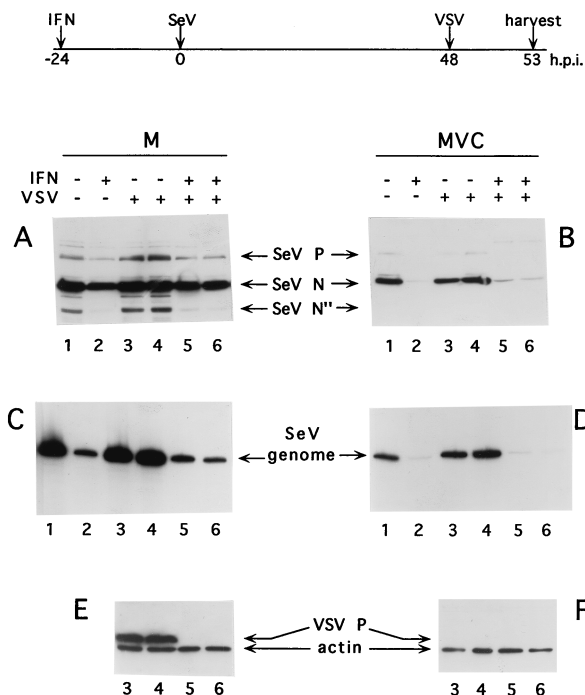 IFN SeV VSV harvest
-24 0 48 53 h.p.i.
M MVC
IFN - + - - + + - + - - + +
VSV - - + + + + - - + + + +
A B
SeV P
SeV N
SeV N"
1 2 3 4 5 6 1 2 3 4 5 6
C D
SeV
genome
1 2 3 4 5 6 1 2 3 4 5 6
E F
VSV P
actin
3 4 5 6 3 4 5 6